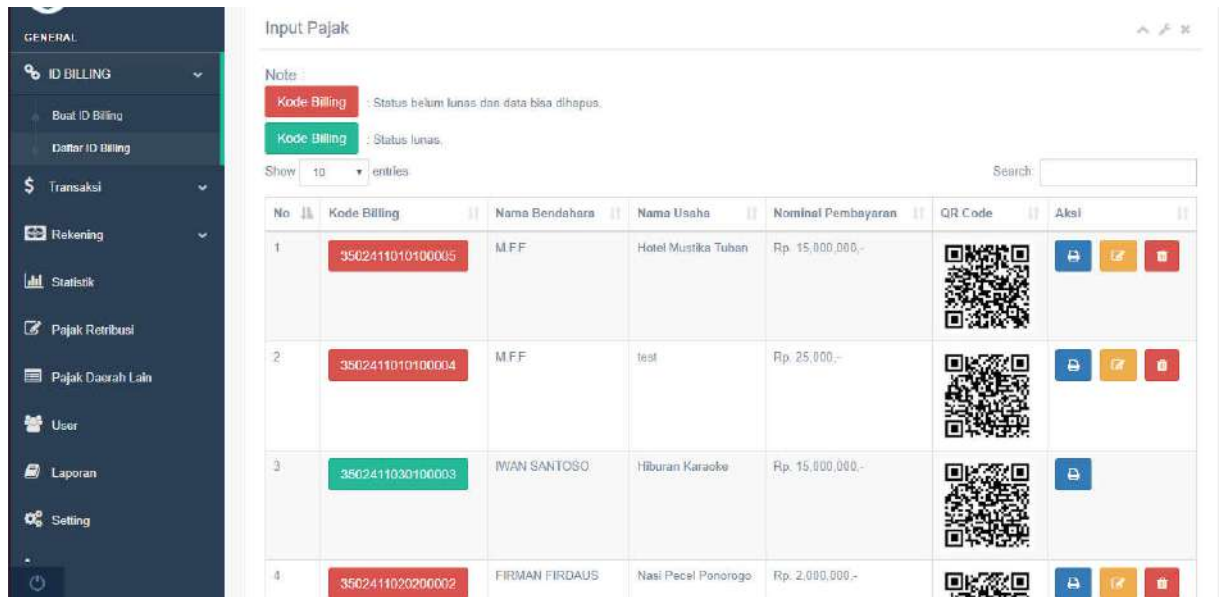 GENERAL
ID BILLING
Buat ID Billing
Daftar ID Billing
Transaksi
Rekening
Statistik
Pajak Retribusi
Pajak Daerah Lain
User
Laporan
Setting
Input Pajak
Note
Kode Billing : Status belum lunas dan data bisa dihapus.
Kode Billing : Status lunas.
Show 10 entries
Search:
No Kode Billing Nama Bendahara Nama Usaha Nominal Pembayaran QR Code Aksi
1 3502411010100005 M.F.F Hotel Mustika Tuban Rp. 15,000,000,-
2 3502411010100004 M.F.F test Rp. 25,000,-
3 3502411030100003 IWAN SANTOSO Hiburan Karaoke Rp. 15,000,000,-
4 3502411020200002 FIRMAN FIRDAUS Nasi Pecel Ponorogo Rp. 2,000,000,-